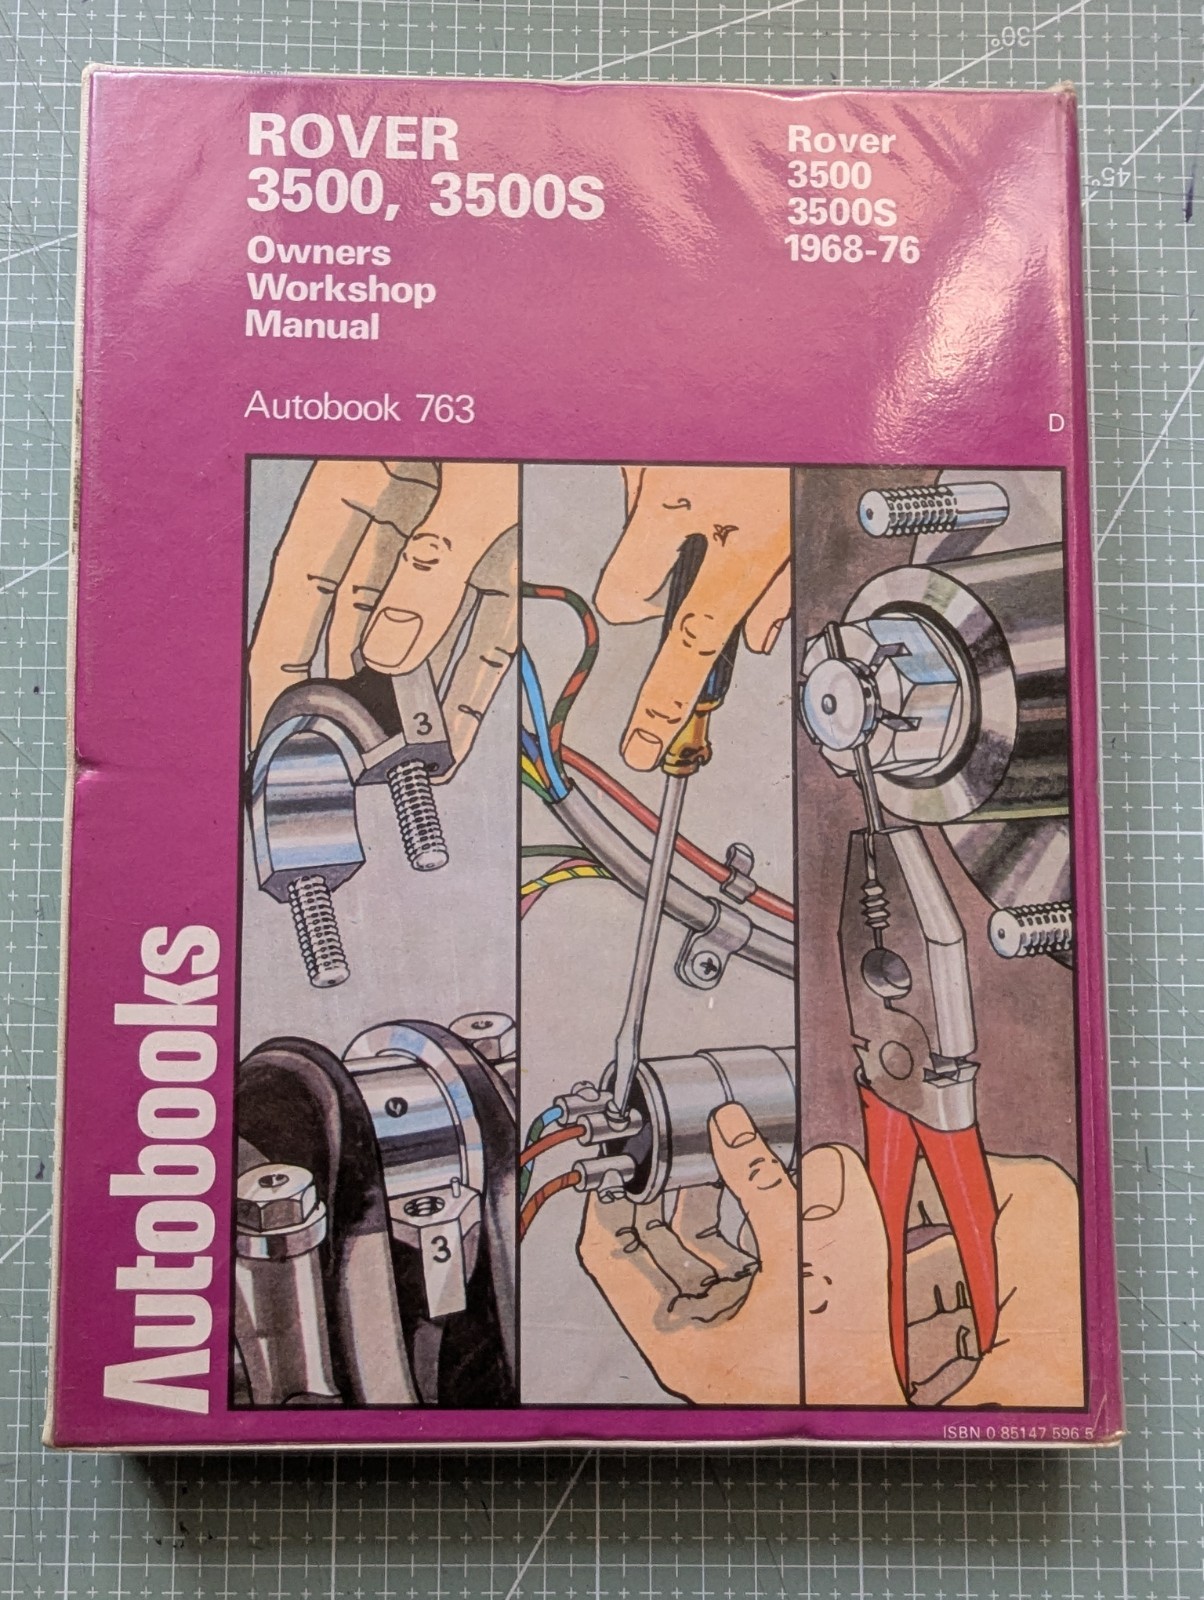 ROVER
3500, 3500S
Owners
Workshop
Manual
Autobook 763
Rover
3500
3500S
1968-76
D
3
3
Autobooks
ISBN 0 85147 596 5
30°
45°